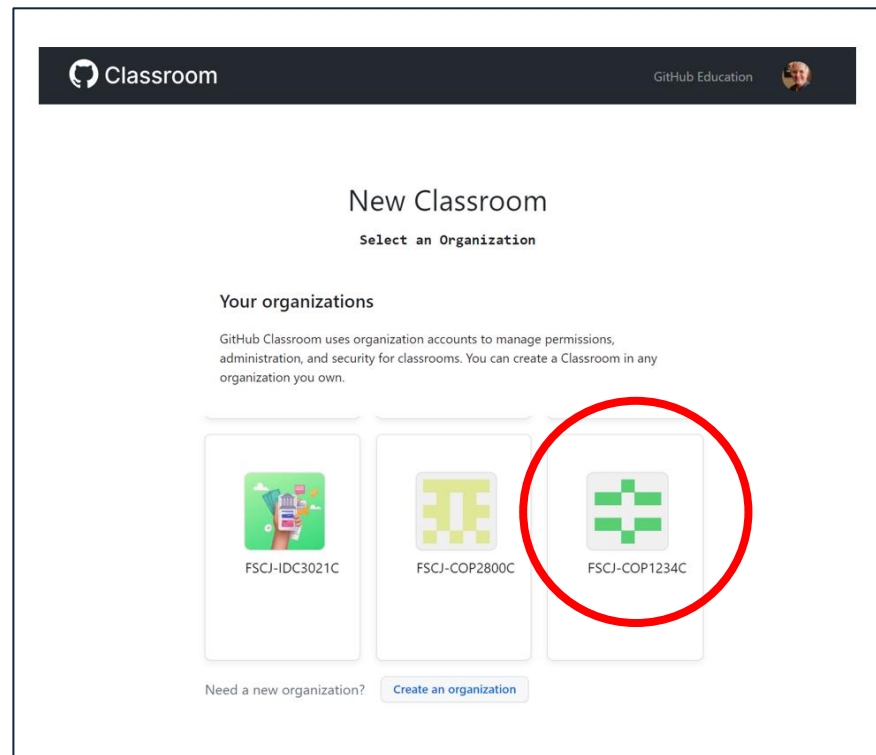 Classroom
GitHub Education
New Classroom
Select an Organization
Your organizations
GitHub Classroom uses organization accounts to manage permissions,
administration, and security for classrooms. You can create a Classroom in any
organization you own.
FSCJ-IDC3021C
FSCJ-COP2800C
FSCJ-COP1234C
Need a new organization?
Create an organization